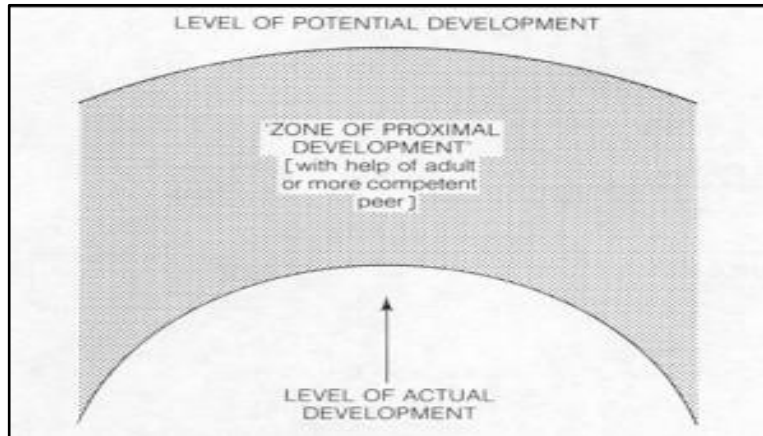 LEVEL OF POTENTIAL DEVELOPMENT
'ZONE OF PROXIMAL
DEVELOPMENT'
[with help of adult
or more competent
peer]
LEVEL OF ACTUAL
DEVELOPMENT